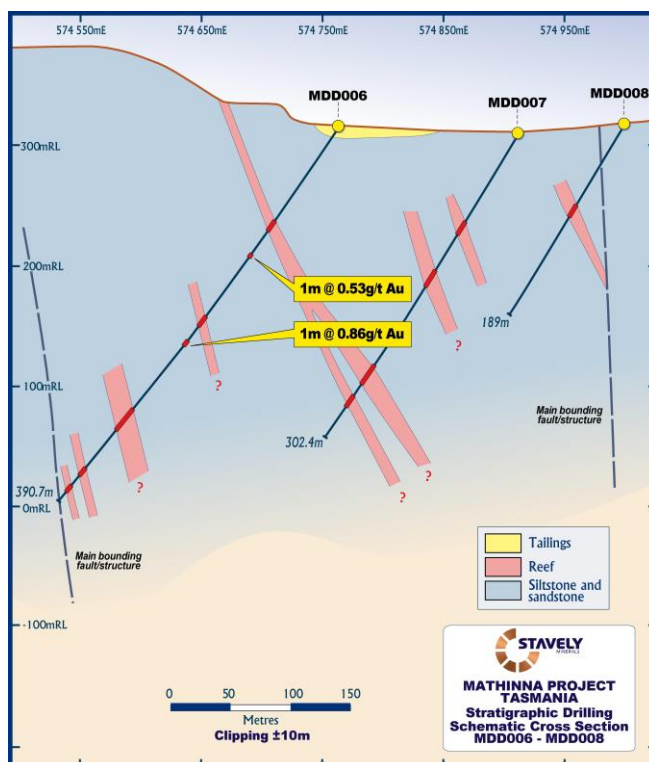 574 550mE
574 650mE
574 750mE
574 850mE
574 950mE
MDD006
MDD007
MDD008
300mRL
200mRL
100mRL
0mRL
-100mRL
1m @ 0.53g/t Au
1m @ 0.86g/t Au
189m
302.4m
390.7m
?
?
?
?
?
Main bounding
fault/structure
Main bounding
fault/structure
Tailings
Reef
Siltstone and
sandstone
0
50
100
150
Metres
Clipping ±10m
STAVELY
MINERALS
MATHINNA PROJECT
TASMANIA
Stratigraphic Drilling
Schematic Cross Section
MDD006 - MDD008